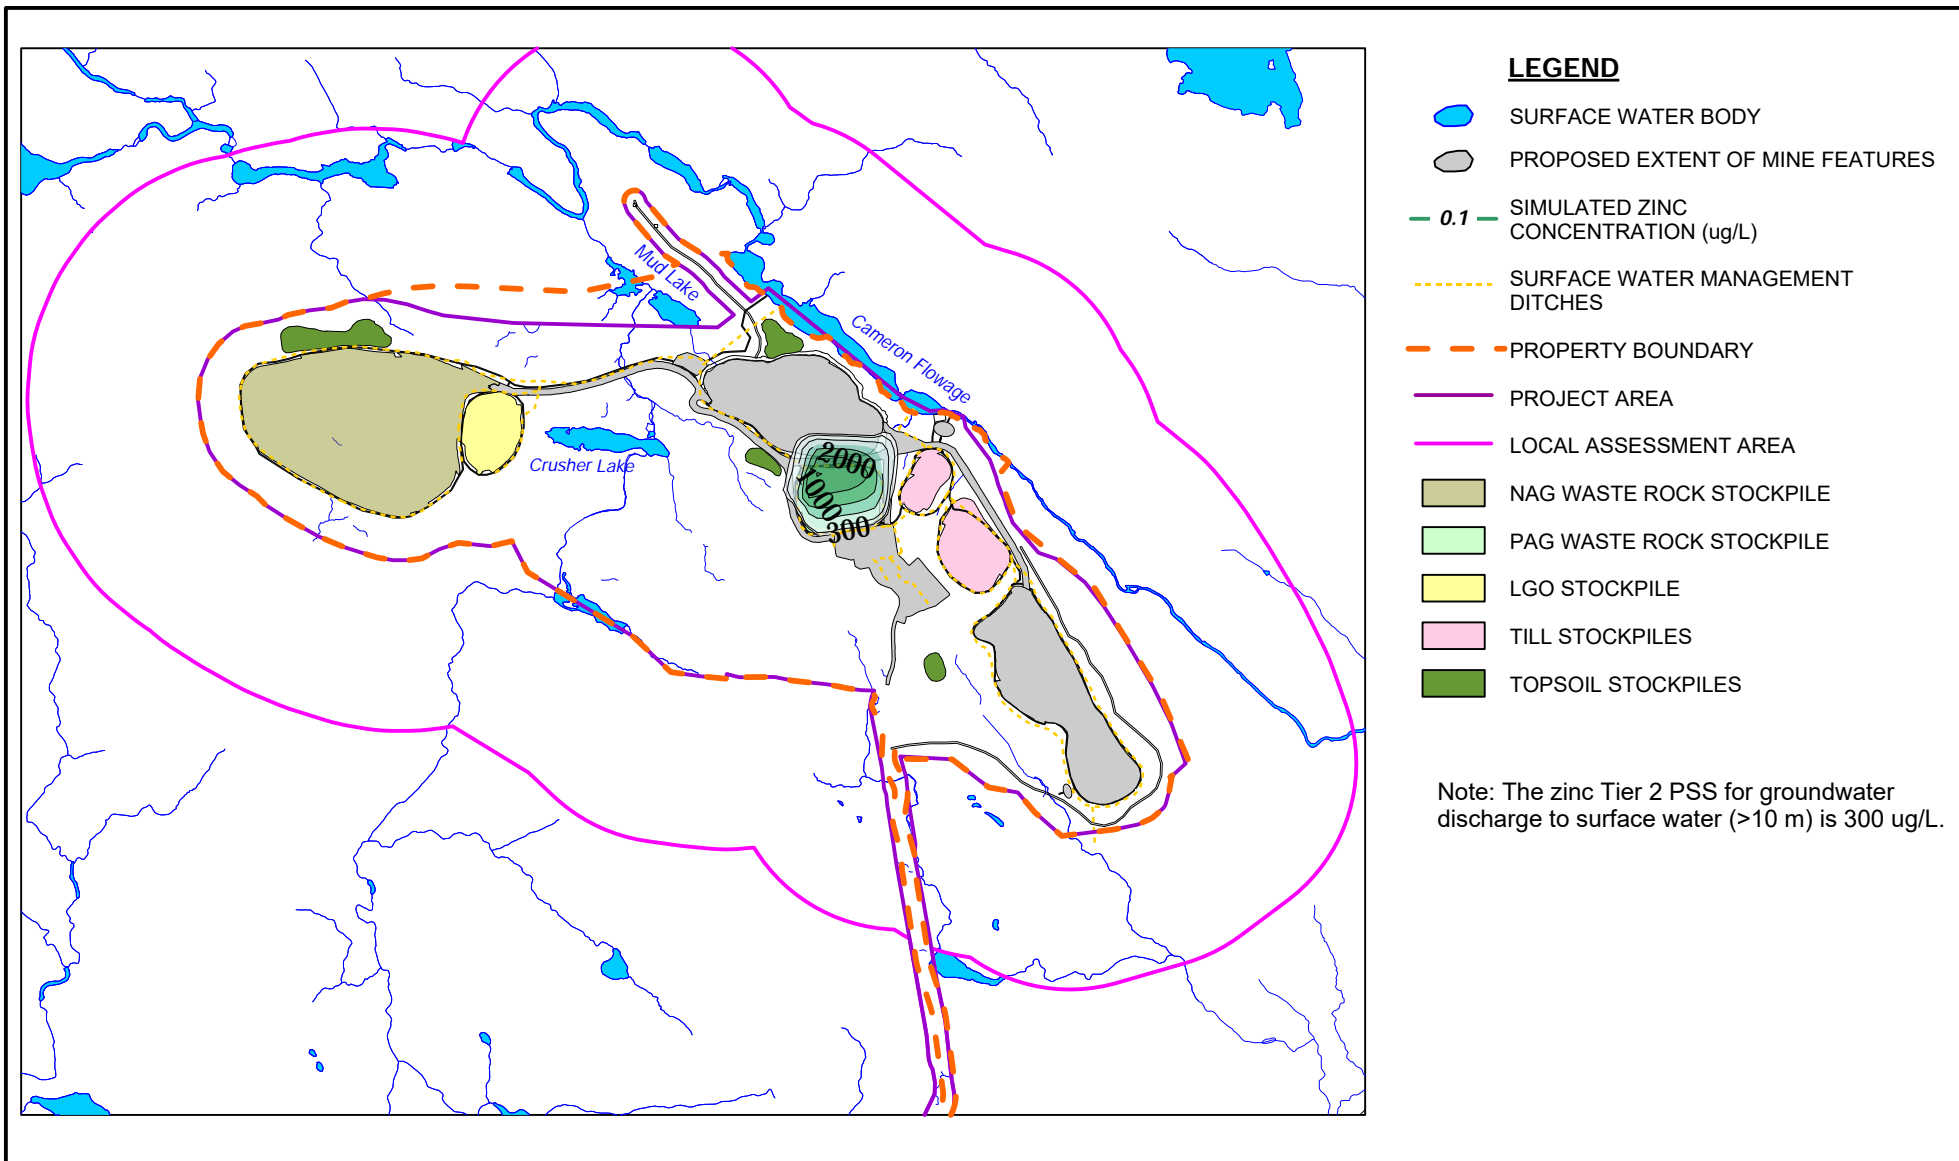 LEGEND
SURFACE WATER BODY
PROPOSED EXTENT OF MINE FEATURES
0.1
SIMULATED ZINC
CONCENTRATION (ug/L)
SURFACE WATER MANAGEMENT
DITCHES
PROPERTY BOUNDARY
PROJECT AREA
LOCAL ASSESSMENT AREA
NAG WASTE ROCK STOCKPILE
PAG WASTE ROCK STOCKPILE
LGO STOCKPILE
TILL STOCKPILES
TOPSOIL STOCKPILES
Note: The zinc Tier 2 PSS for groundwater
discharge to surface water (>10 m) is 300 ug/L.
Mud Lake
Cameron Flowage
Crusher Lake
2000
1000
300